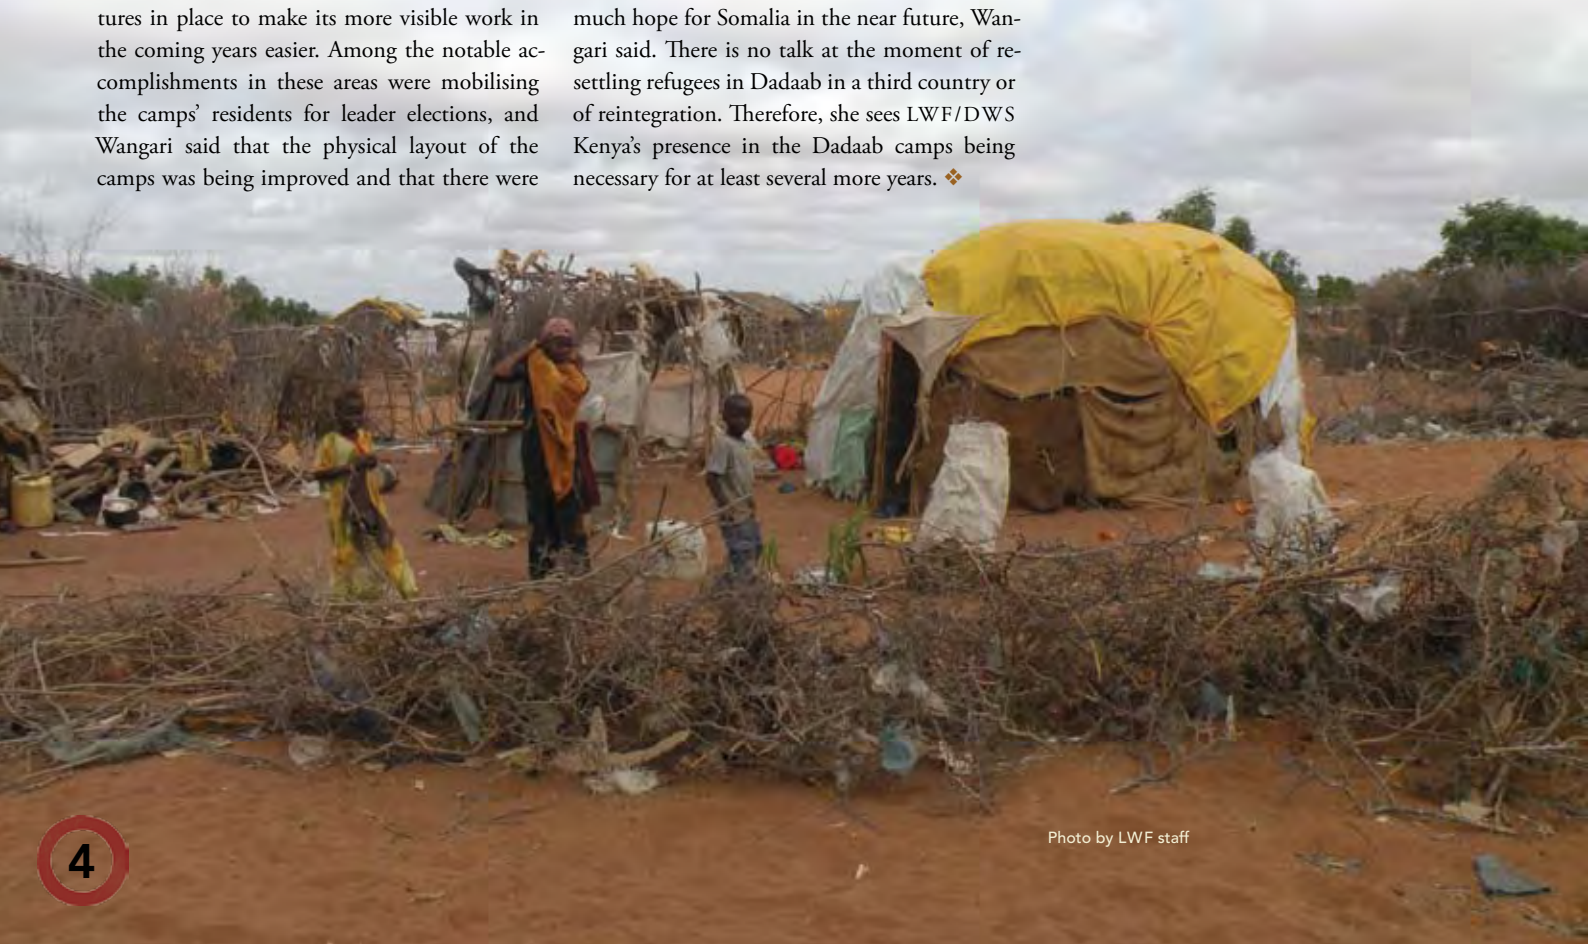 tures in place to make its more visible work in
the coming years easier. Among the notable ac-
complishments in these areas were mobilising
the camps’ residents for leader elections, and
Wangari said that the physical layout of the
camps was being improved and that there were
much hope for Somalia in the near future, Wan-
gari said. There is no talk at the moment of re-
settling refugees in Dadaab in a third country or
of reintegration. Therefore, she sees LWF/DWS
Kenya’s presence in the Dadaab camps being
necessary for at least several more years. ❖
Photo by LWF staff
4